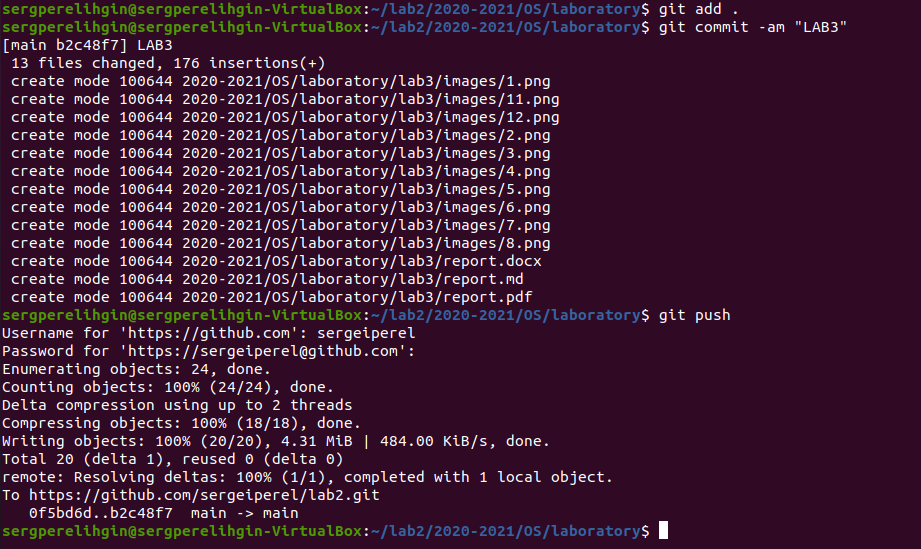 sergperelihgin@sergperelihgin-VirtualBox:~/lab2/2020-2021/OS/laboratory$ git add .
sergperelihgin@sergperelihgin-VirtualBox:~/lab2/2020-2021/OS/laboratory$ git commit -am "LAB3"
[main b2c48f7] LAB3
 13 files changed, 176 insertions(+)
 create mode 100644 2020-2021/OS/laboratory/lab3/images/1.png
 create mode 100644 2020-2021/OS/laboratory/lab3/images/11.png
 create mode 100644 2020-2021/OS/laboratory/lab3/images/12.png
 create mode 100644 2020-2021/OS/laboratory/lab3/images/2.png
 create mode 100644 2020-2021/OS/laboratory/lab3/images/3.png
 create mode 100644 2020-2021/OS/laboratory/lab3/images/4.png
 create mode 100644 2020-2021/OS/laboratory/lab3/images/5.png
 create mode 100644 2020-2021/OS/laboratory/lab3/images/6.png
 create mode 100644 2020-2021/OS/laboratory/lab3/images/7.png
 create mode 100644 2020-2021/OS/laboratory/lab3/images/8.png
 create mode 100644 2020-2021/OS/laboratory/lab3/report.docx
 create mode 100644 2020-2021/OS/laboratory/lab3/report.md
 create mode 100644 2020-2021/OS/laboratory/lab3/report.pdf
sergperelihgin@sergperelihgin-VirtualBox:~/lab2/2020-2021/OS/laboratory$ git push
Username for 'https://github.com': sergeiperel
Password for 'https://sergeiperel@github.com':
Enumerating objects: 24, done.
Counting objects: 100% (24/24), done.
Delta compression using up to 2 threads
Compressing objects: 100% (18/18), done.
Writing objects: 100% (20/20), 4.31 MiB | 484.00 KiB/s, done.
Total 20 (delta 1), reused 0 (delta 0)
remote: Resolving deltas: 100% (1/1), completed with 1 local object.
To https://github.com/sergeiperel/lab2.git
   0f5bd6d..b2c48f7  main -> main
sergperelihgin@sergperelihgin-VirtualBox:~/lab2/2020-2021/OS/laboratory$